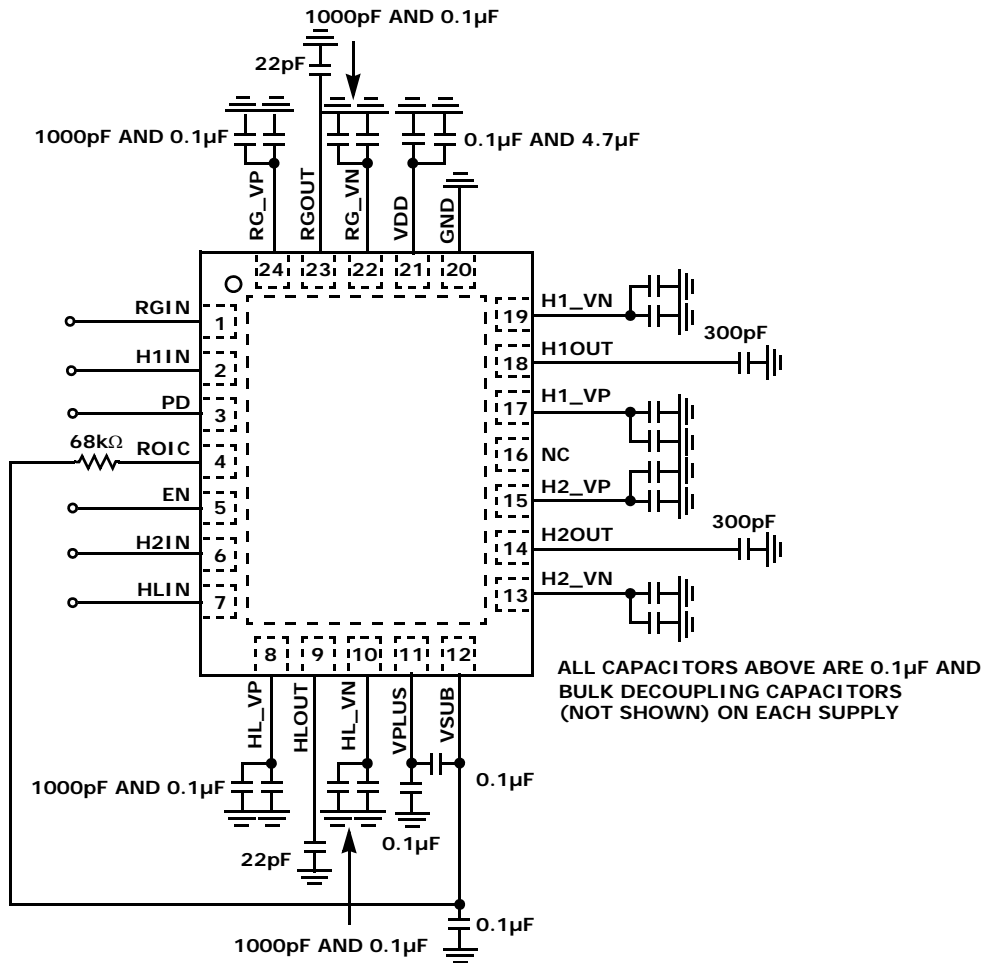 1000pF AND 0.1µF
22pF
1000pF AND 0.1µF
0.1µF AND 4.7µF
RG_VP
RGOUT
RG_VN
VDD
GND
24
23
22
21
20
RGIN
1
H1IN
2
PD
3
68kΩ
ROIC
4
EN
5
H2IN
6
HLIN
7
19
H1_VN
300pF
18
H1OUT
17
H1_VP
16
NC
15
H2_VP
300pF
14
H2OUT
13
H2_VN
ALL CAPACITORS ABOVE ARE 0.1µF AND
BULK DECOUPLING CAPACITORS
(NOT SHOWN) ON EACH SUPPLY
8
9
10
11
12
HL_VP
HLOUT
HL_VN
VPLUS
VSUB
1000pF AND 0.1µF
0.1µF
0.1µF
22pF
0.1µF
1000pF AND 0.1µF